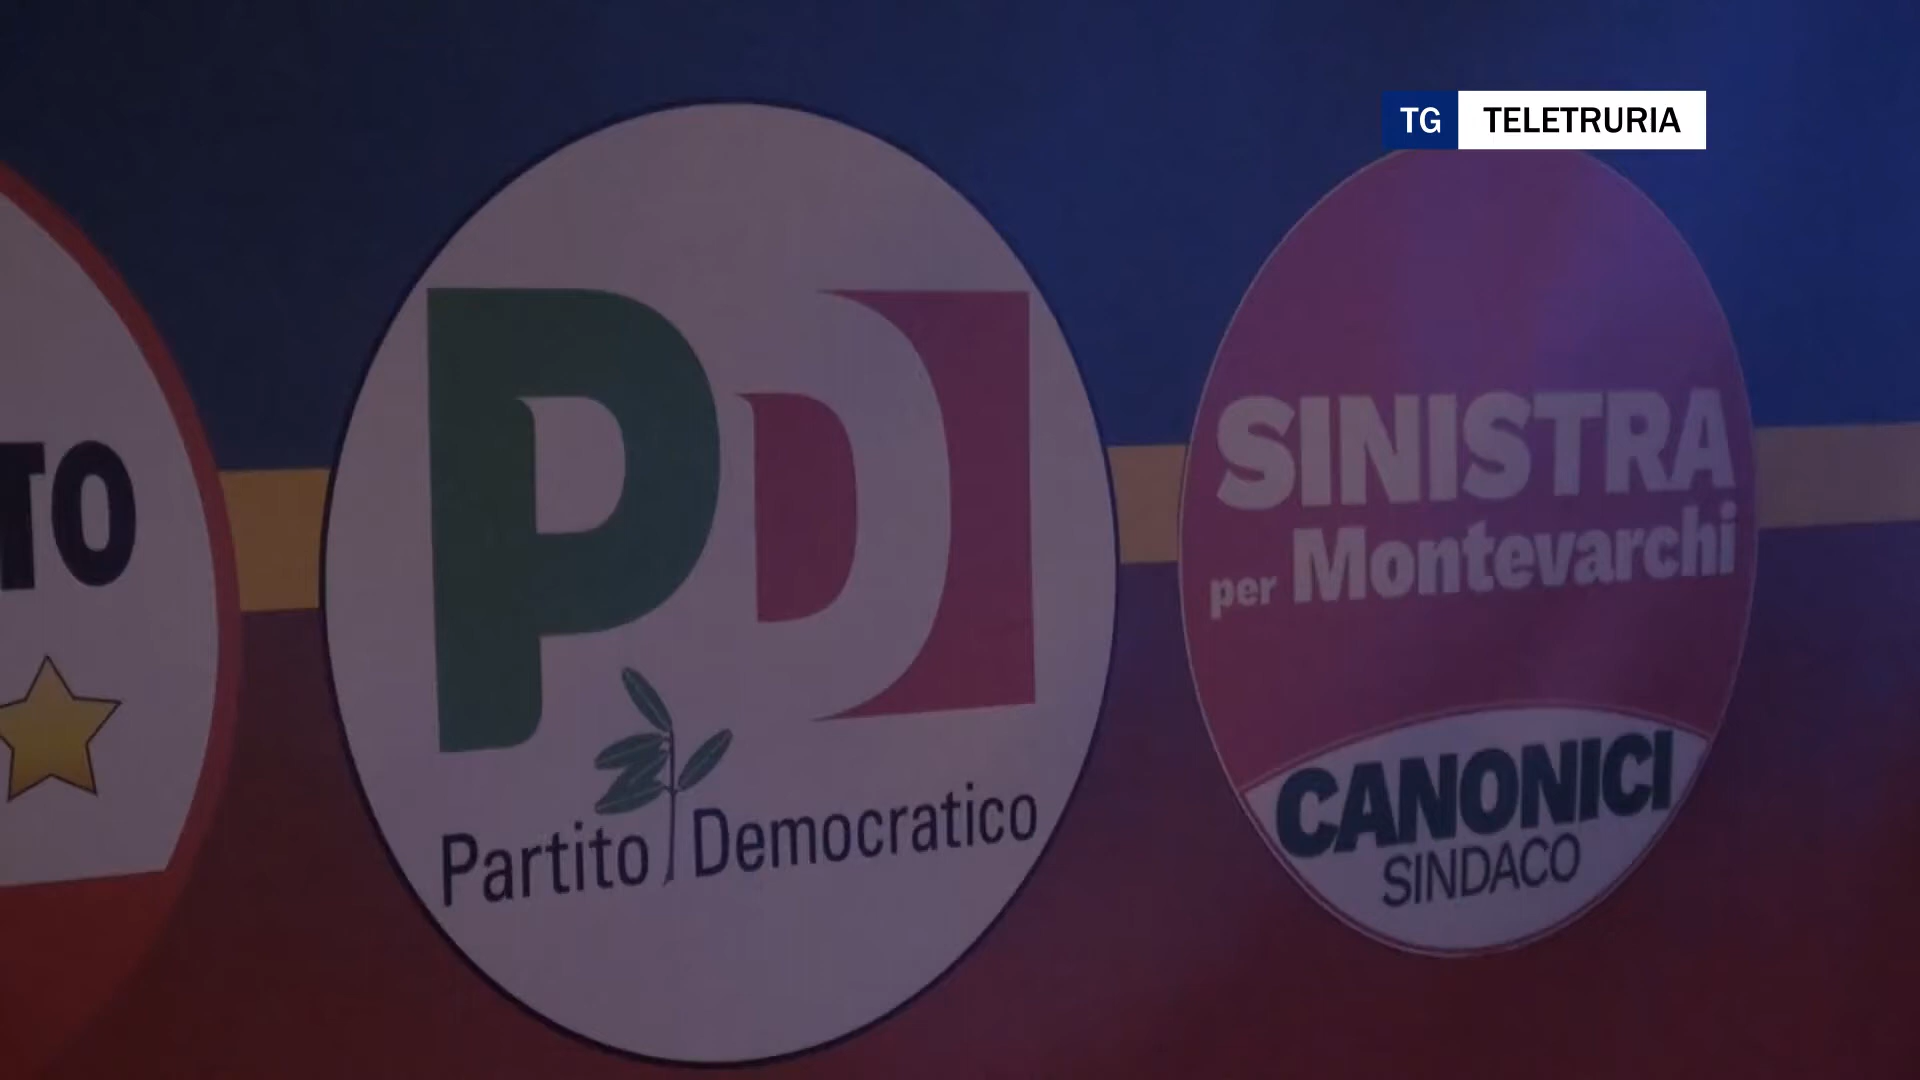 TG TELETRURIA
TO
PD
Partito Democratico
SINISTRA
per Montevarchi
CANONICI
SINDACO